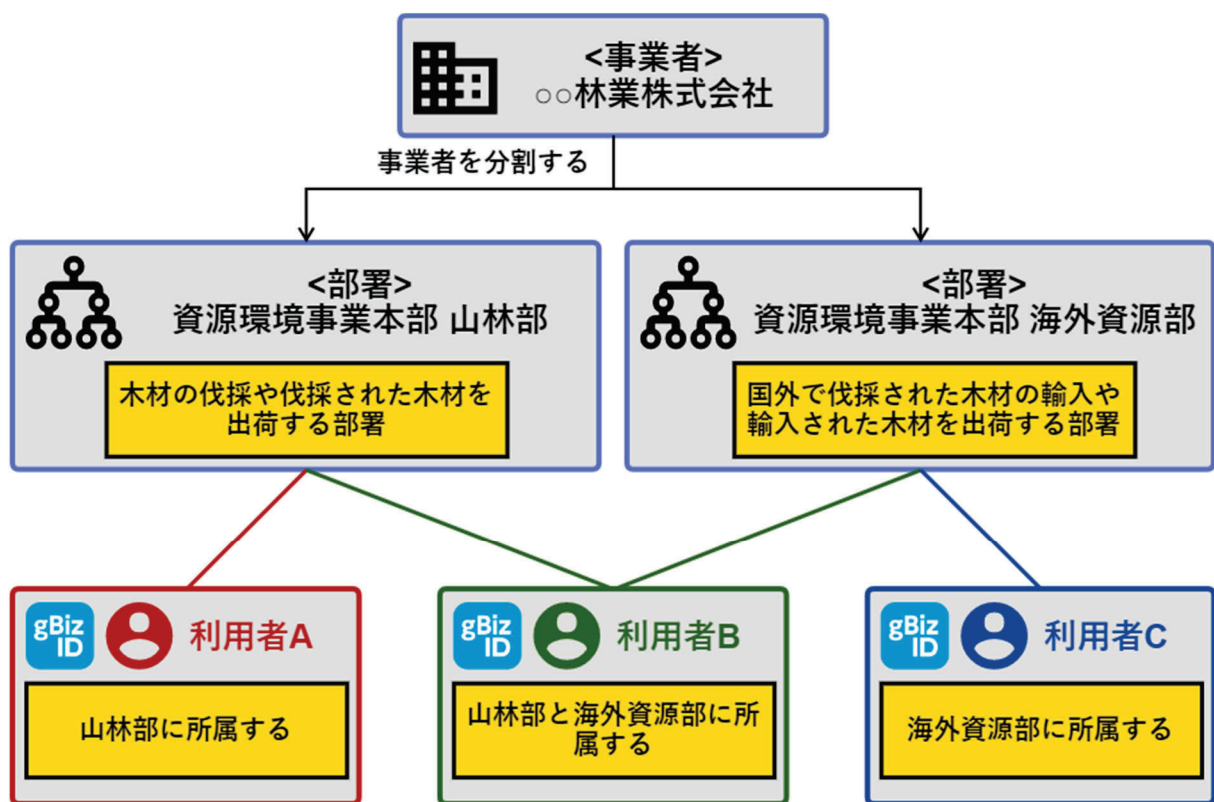 <事業者>
○○林業株式会社
事業者を分割する
<部署>
資源環境事業本部 山林部
木材の伐採や伐採された木材を
出荷する部署
<部署>
資源環境事業本部 海外資源部
国外で伐採された木材の輸入や
輸入された木材を出荷する部署
gBiz
ID
利用者A
山林部に所属する
gBiz
ID
利用者B
山林部と海外資源部に所
属する
gBiz
ID
利用者C
海外資源部に所属する